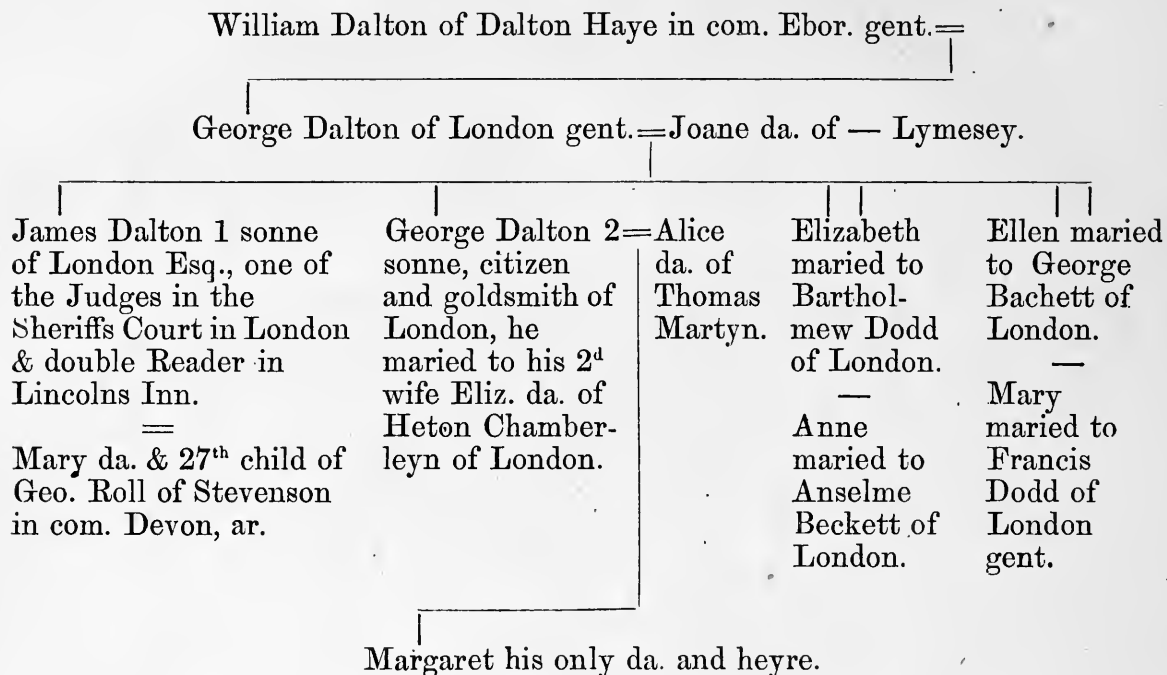 William Dalton of Dalton Haye in com. Ebor. gent.=
George Dalton of London gent.=Joane da. of — Lymesey.
James Dalton 1 sonne
of London Esq., one of
the Judges in the
Sheriffs Court in London
& double Reader in
Lincolns Inn.
=
Mary da. & 27th child of
Geo. Roll of Stevenson
in com. Devon, ar.
George Dalton 2=
sonne, citizen
and goldsmith of
London, he
maried to his 2d
wife Eliz. da. of
Heton Chamber-
leyn of London.
Alice
da. of
Thomas
Martyn.
Elizabeth
maried to
Barthol-
mew Dodd
of London.
—
Anne
maried to
Anselme
Beckett of
London.
Ellen maried
to George
Bachett of
London.
—
Mary
maried to
Francis
Dodd of
London
gent.
Margaret his only da. and heyre.